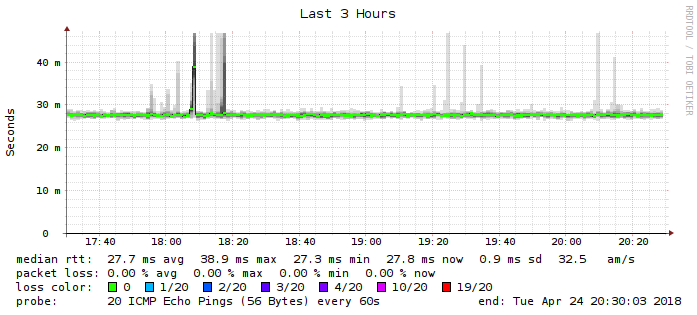 Last 3 Hours
RRDTOOL / TOBI OETIKER
Seconds
40 m
30 m
20 m
10 m
0
17:40 18:00 18:20 18:40 19:00 19:20 19:40 20:00 20:20
median rtt: 27.7 ms avg 38.9 ms max 27.3 ms min 27.8 ms now 0.9 ms sd 32.5 am/s
packet loss: 0.00 % avg 0.00 % max 0.00 % min 0.00 % now
loss color: 0 1/20 2/20 3/20 4/20 10/20 19/20
probe: 20 ICMP Echo Pings (56 Bytes) every 60s end: Tue Apr 24 20:30:03 2018